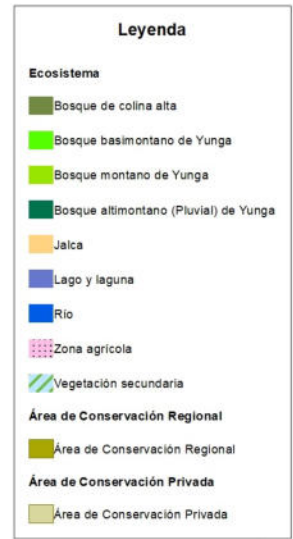 Leyenda
Ecosistema
Bosque de colina alta
Bosque basimontano de Yunga
Bosque montano de Yunga
Bosque altimontano (Pluvial) de Yunga
Jalca
Lago y laguna
Río
Zona agrícola
Vegetación secundaria
Área de Conservación Regional
Área de Conservación Regional
Área de Conservación Privada
Área de Conservación Privada